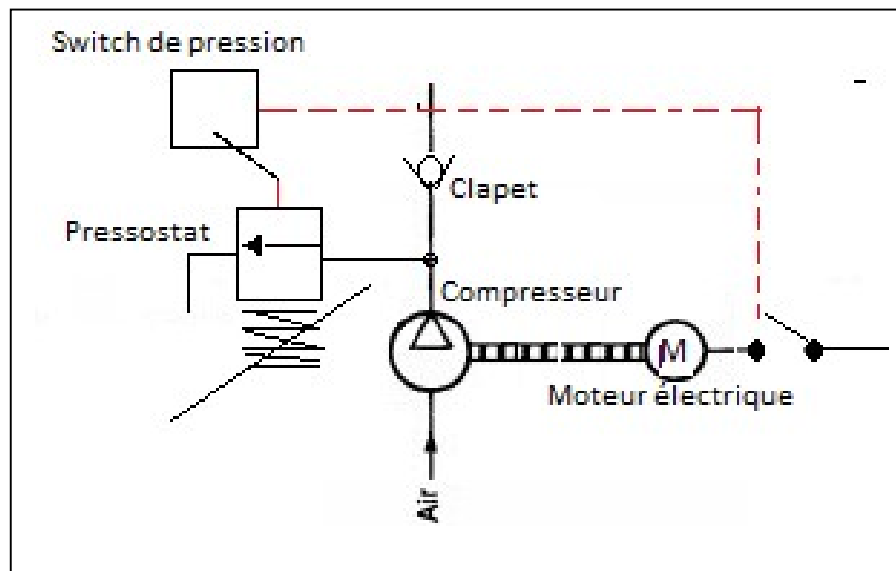 Switch de pression
Clapet
Pressostat
Compresseur
M
Moteur électrique
Air